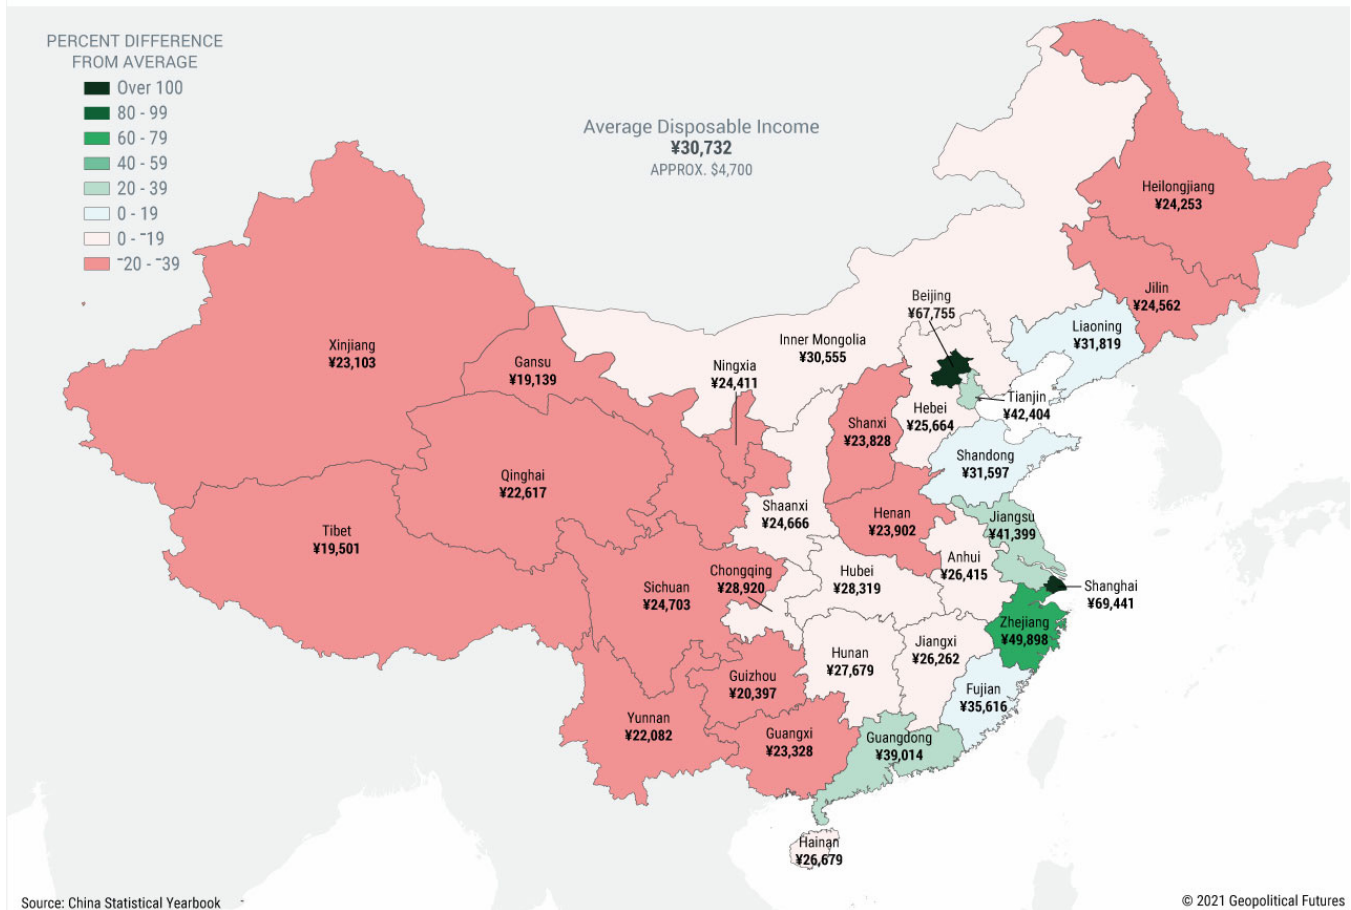 PERCENT DIFFERENCE
FROM AVERAGE
Over 100
80 - 99
60 - 79
40 - 59
20 - 39
0 - 19
0 - ⁻19
⁻20 - ⁻39
Average Disposable Income
¥30,732
APPROX. $4,700
Heilongjiang
¥24,253
Jilin
¥24,562
Beijing
¥67,755
Liaoning
¥31,819
Inner Mongolia
¥30,555
Xinjiang
¥23,103
Gansu
¥19,139
Ningxia
¥24,411
Tianjin
¥42,404
Hebei
¥25,664
Shanxi
¥23,828
Shandong
¥31,597
Qinghai
¥22,617
Shaanxi
¥24,666
Henan
¥23,902
Jiangsu
¥41,399
Tibet
¥19,501
Anhui
¥26,415
Sichuan
¥24,703
Chongqing
¥28,920
Hubei
¥28,319
Shanghai
¥69,441
Zhejiang
¥49,898
Hunan
¥27,679
Jiangxi
¥26,262
Guizhou
¥20,397
Fujian
¥35,616
Yunnan
¥22,082
Guangxi
¥23,328
Guangdong
¥39,014
Hainan
¥26,679
Source: China Statistical Yearbook
© 2021 Geopolitical Futures